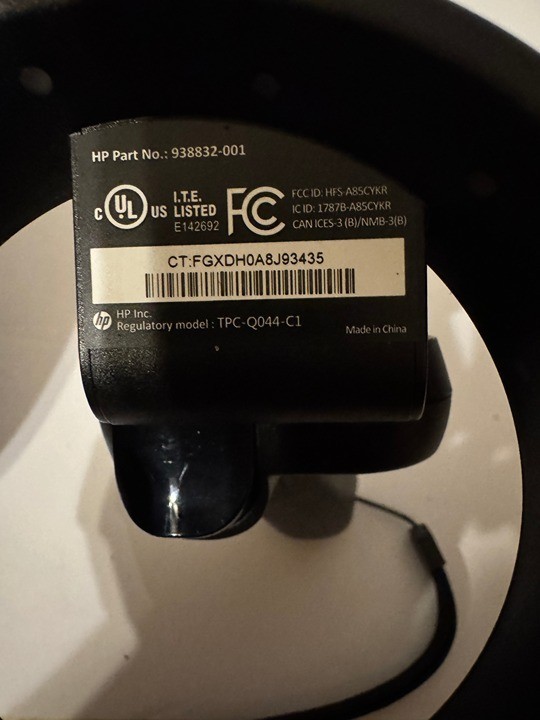 HP Part No.: 938832-001
C UL US I.T.E. LISTED E142692
FC
FCC ID: HFS-A85CYKR
IC ID: 1787B-A85CYKR
CAN ICES-3 (B)/NMB-3(B)
CT:FGXDH0A8J93435
hp HP Inc.
Regulatory model : TPC-Q044-C1
Made in China